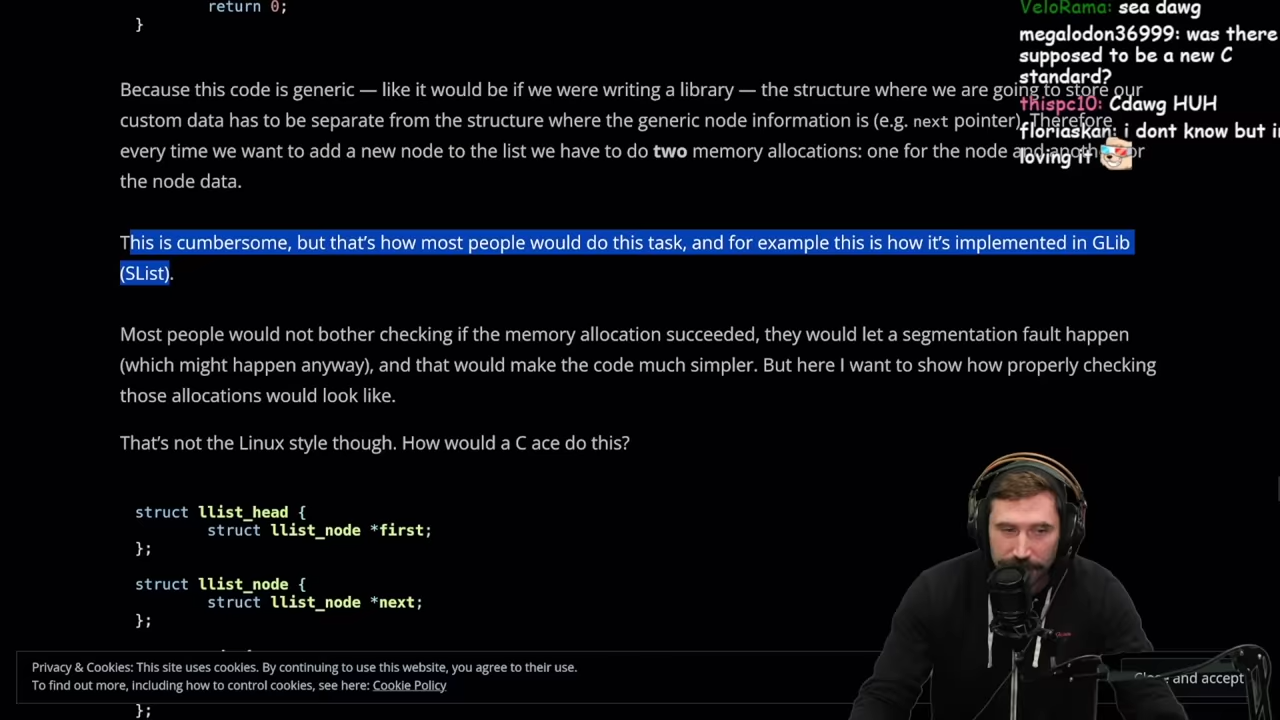 return 0;
}
Because this code is generic — like it would be if we were writing a library — the structure where we are going to store our
custom data has to be separate from the structure where the generic node information is (e.g. next pointer). Therefore
every time we want to add a new node to the list we have to do two memory allocations: one for the node and
the node data.
This is cumbersome, but that's how most people would do this task, and for example this is how it's implemented in GLib
(SList).
Most people would not bother checking if the memory allocation succeeded, they would let a segmentation fault happen
(which might happen anyway), and that would make the code much simpler. But here I want to show how properly checking
those allocations would look like.
That's not the Linux style though. How would a C ace do this?
struct llist_head {
struct llist_node *first;
};
struct llist_node {
struct llist_node *next;
};
};
Privacy & Cookies: This site uses cookies. By continuing to use this website, you agree to their use.
To find out more, including how to control cookies, see here: Cookie Policy
and accept
VeloRama: sea dawg
megalodon36999: was there
supposed to be a new C
standard?
thispc10: Cdawg HUH
floriaskan: i dont know but i
loving it